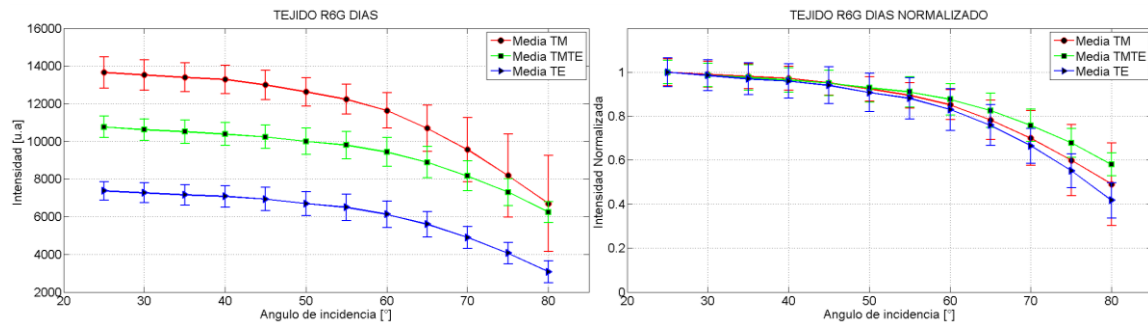 TEJIDO R6G DIAS
16000
14000
12000
10000
8000
6000
4000
2000
20
30
40
50
60
70
80
Intensidad [u.a]
Angulo de incidencia [°]
Media TM
Media TMTE
Media TE
TEJIDO R6G DIAS NORMALIZADO
1
0.8
0.6
0.4
0.2
0
20
30
40
50
60
70
80
Intensidad Normalizada
Angulo de incidencia [°]
Media TM
Media TMTE
Media TE